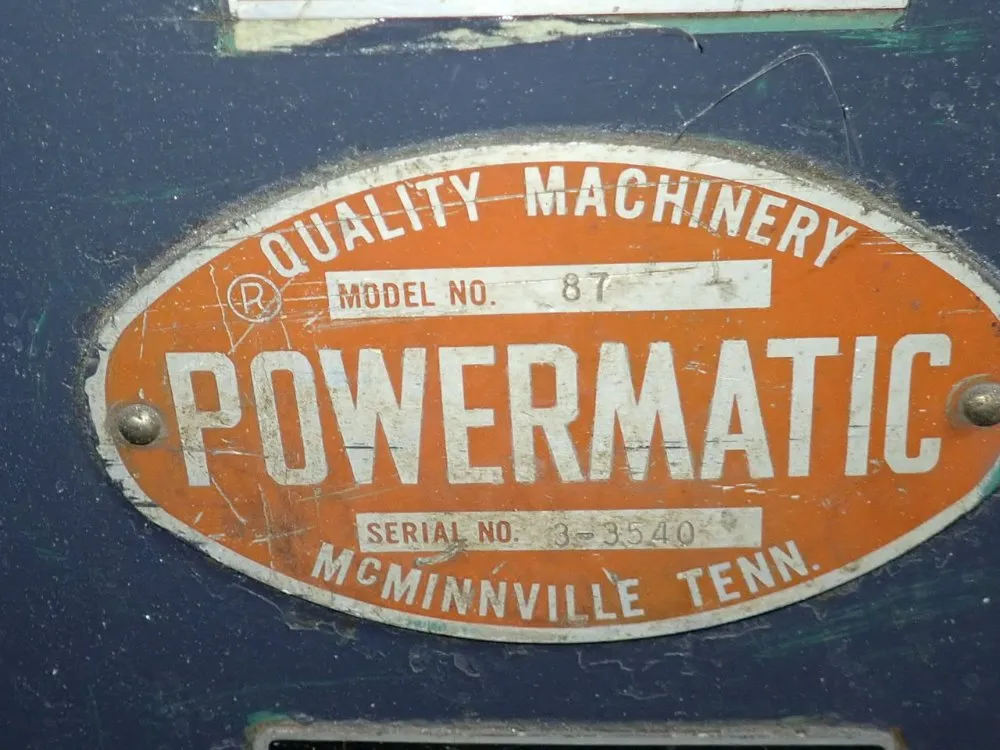 QUALITY MACHINERY
®
MODEL NO. 87
POWERMATIC
SERIAL NO. 3-3540
McMINNVILLE TENN.